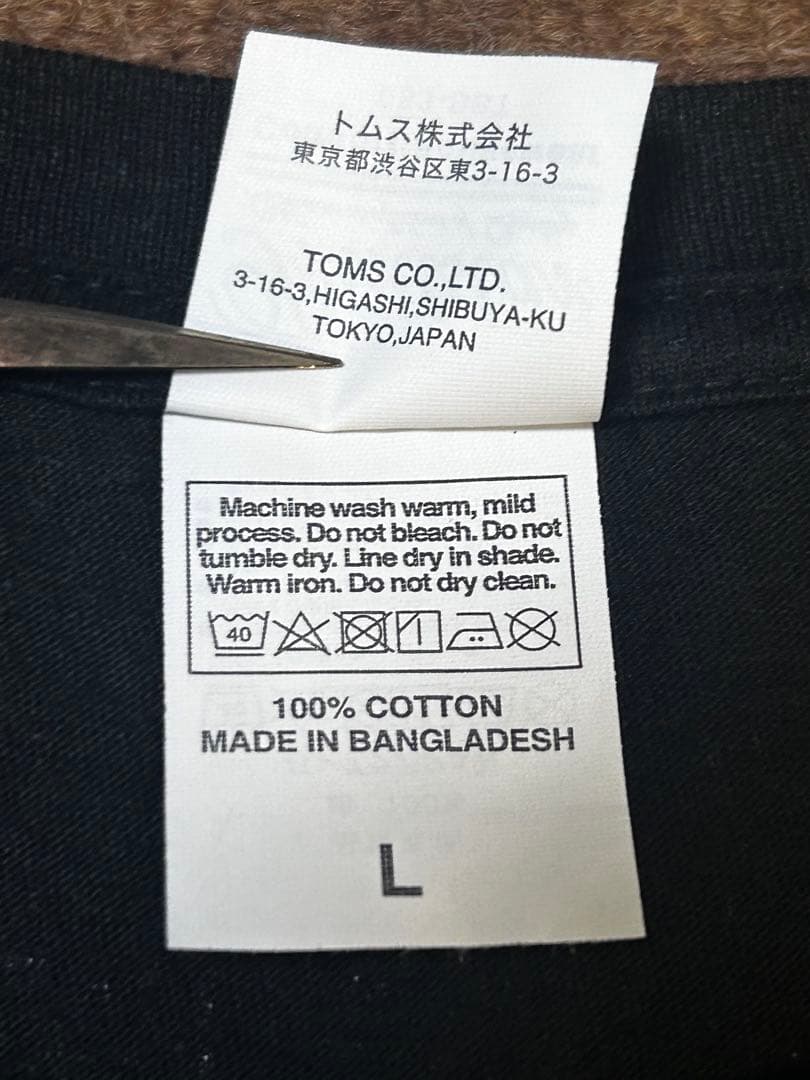 トムス株式会社
東京都渋谷区東3-16-3
TOMS CO.,LTD.
3-16-3,HIGASHI,SHIBUYA-KU
TOKYO,JAPAN
Machine wash warm, mild
process. Do not bleach. Do not
tumble dry. Line dry in shade.
Warm iron. Do not dry clean.
40
100% COTTON
MADE IN BANGLADESH
L